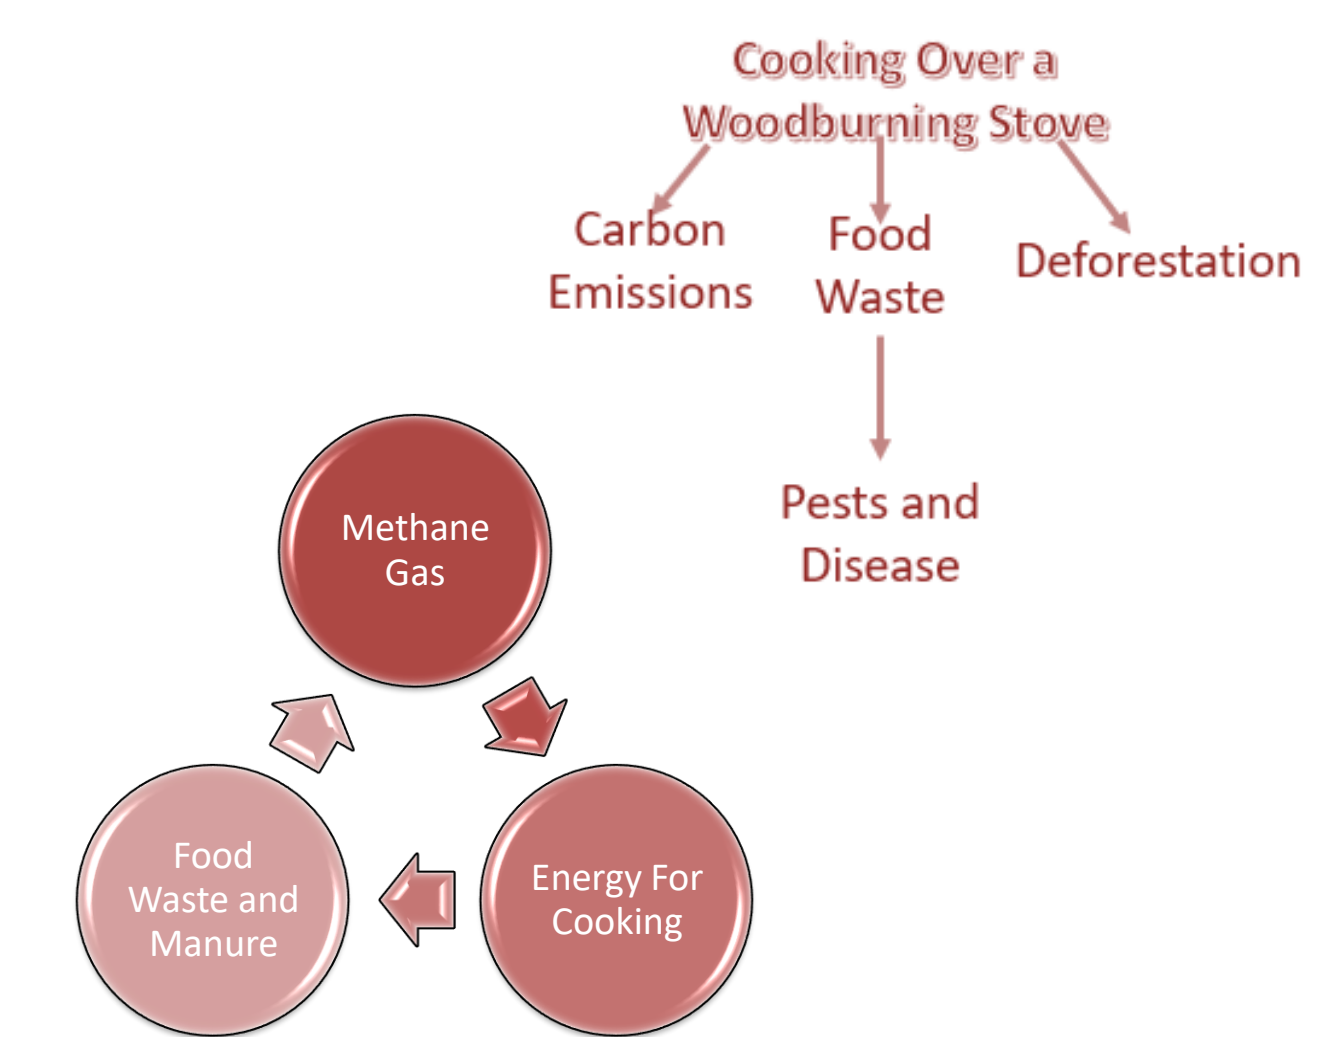 Cooking Over a
Woodburning Stove
Carbon
Emissions
Food
Waste
Deforestation
Pests and
Disease
Methane
Gas
Energy For
Cooking
Food
Waste and
Manure